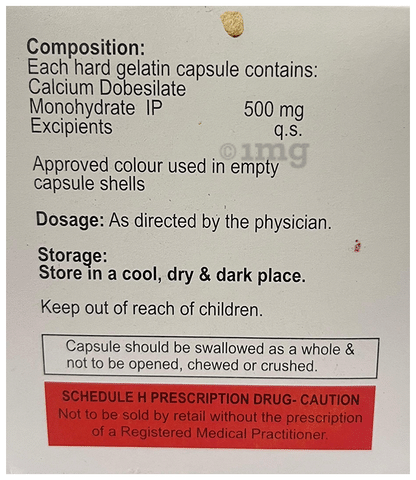 Composition:
Each hard gelatin capsule contains:
Calcium Dobesilate
Monohydrate IP 500 mg
Excipients q.s.
©1mg
Approved colour used in empty
capsule shells
Dosage: As directed by the physician.
Storage:
Store in a cool, dry & dark place.
Keep out of reach of children.
Capsule should be swallowed as a whole &
not to be opened, chewed or crushed.
SCHEDULE H PRESCRIPTION DRUG- CAUTION
Not to be sold by retail without the prescription
of a Registered Medical Practitioner.